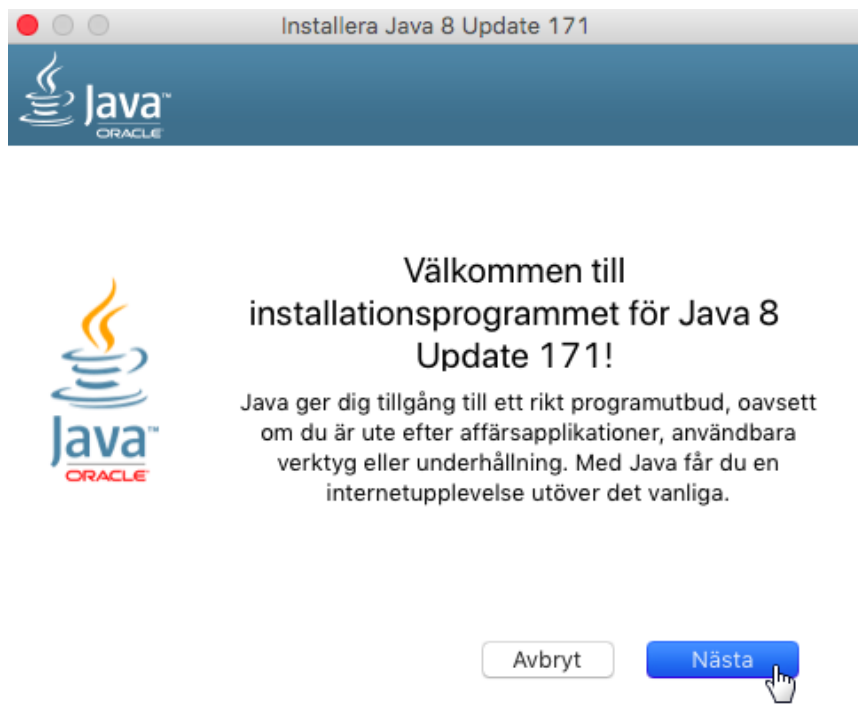 Installera Java 8 Update 171
Java™
ORACLE
Välkommen till
installationsprogrammet för Java 8
Update 171!
Java ger dig tillgång till ett rikt programutbud, oavsett
om du är ute efter affärsapplikationer, användbara
verktyg eller underhållning. Med Java får du en
internetupplevelse utöver det vanliga.
Java™
ORACLE
Avbryt
Nästa